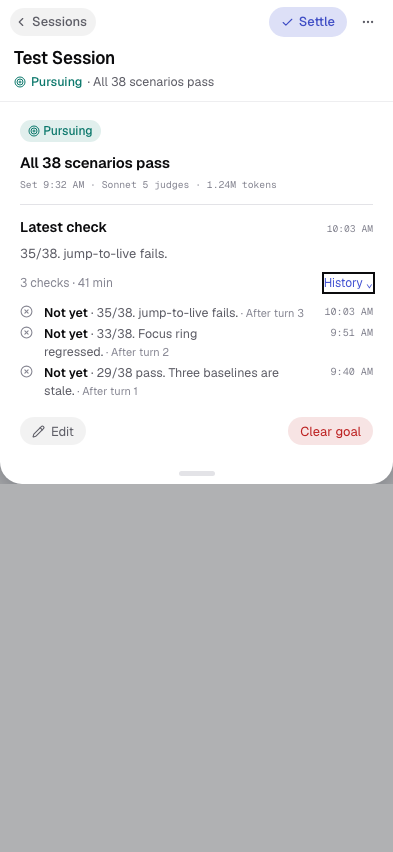 Sessions
Settle
Test Session
Pursuing · All 38 scenarios pass
Pursuing
All 38 scenarios pass
Set 9:32 AM · Sonnet 5 judges · 1.24M tokens
Latest check 10:03 AM
35/38. jump-to-live fails.
3 checks · 41 min History
Not yet · 35/38. jump-to-live fails. · After turn 3 10:03 AM
Not yet · 33/38. Focus ring 9:51 AM
regressed. · After turn 2
Not yet · 29/38 pass. Three baselines are 9:40 AM
stale. · After turn 1
Edit
Clear goal